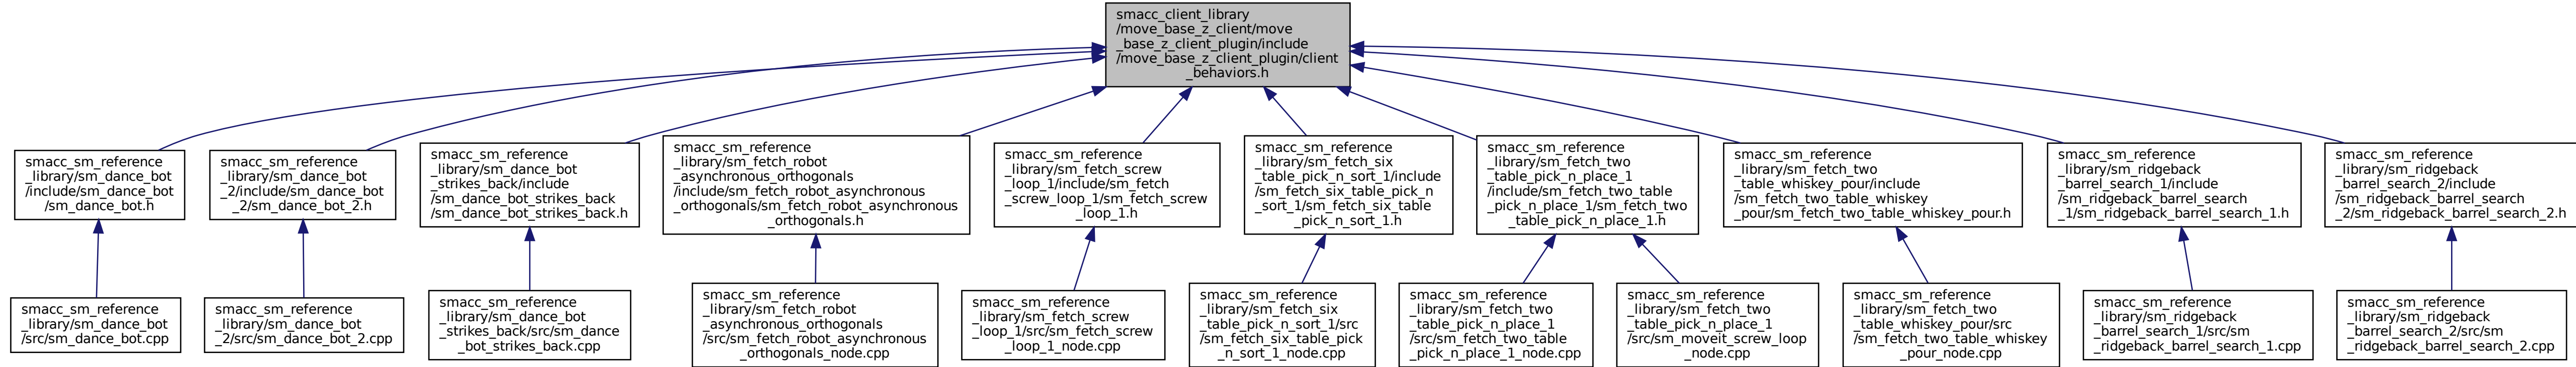 smacc_client_library
/move_base_z_client/move
_base_z_client_plugin/include
/move_base_z_client_plugin/client
_behaviors.h
smacc_sm_reference
_library/sm_dance_bot
/include/sm_dance_bot
/sm_dance_bot.h
smacc_sm_reference
_library/sm_dance_bot
_2/include/sm_dance_bot
_2/sm_dance_bot_2.h
smacc_sm_reference
_library/sm_dance_bot
_strikes_back/include
/sm_dance_bot_strikes_back
/sm_dance_bot_strikes_back.h
smacc_sm_reference
_library/sm_fetch_robot
_asynchronous_orthogonals
/include/sm_fetch_robot_asynchronous
_orthogonals/sm_fetch_robot_asynchronous
_orthogonals.h
smacc_sm_reference
_library/sm_fetch_screw
_loop_1/include/sm_fetch
_screw_loop_1/sm_fetch_screw
_loop_1.h
smacc_sm_reference
_library/sm_fetch_six
_table_pick_n_sort_1/include
/sm_fetch_six_table_pick_n
_sort_1/sm_fetch_six_table
_pick_n_sort_1.h
smacc_sm_reference
_library/sm_fetch_two
_table_pick_n_place_1
/include/sm_fetch_two_table
_pick_n_place_1/sm_fetch_two
_table_pick_n_place_1.h
smacc_sm_reference
_library/sm_fetch_two
_table_whiskey_pour/include
/sm_fetch_two_table_whiskey
_pour/sm_fetch_two_table_whiskey_pour.h
smacc_sm_reference
_library/sm_ridgeback
_barrel_search_1/include
/sm_ridgeback_barrel_search
_1/sm_ridgeback_barrel_search_1.h
smacc_sm_reference
_library/sm_ridgeback
_barrel_search_2/include
/sm_ridgeback_barrel_search
_2/sm_ridgeback_barrel_search_2.h
smacc_sm_reference
_library/sm_dance_bot
/src/sm_dance_bot.cpp
smacc_sm_reference
_library/sm_dance_bot
_2/src/sm_dance_bot_2.cpp
smacc_sm_reference
_library/sm_dance_bot
_strikes_back/src/sm_dance
_bot_strikes_back.cpp
smacc_sm_reference
_library/sm_fetch_robot
_asynchronous_orthogonals
/src/sm_fetch_robot_asynchronous
_orthogonals_node.cpp
smacc_sm_reference
_library/sm_fetch_screw
_loop_1/src/sm_fetch_screw
_loop_1_node.cpp
smacc_sm_reference
_library/sm_fetch_six
_table_pick_n_sort_1/src
/sm_fetch_six_table_pick
_n_sort_1_node.cpp
smacc_sm_reference
_library/sm_fetch_two
_table_pick_n_place_1
/src/sm_fetch_two_table
_pick_n_place_1_node.cpp
smacc_sm_reference
_library/sm_fetch_two
_table_pick_n_place_1
/src/sm_moveit_screw_loop
_node.cpp
smacc_sm_reference
_library/sm_fetch_two
_table_whiskey_pour/src
/sm_fetch_two_table_whiskey
_pour_node.cpp
smacc_sm_reference
_library/sm_ridgeback
_barrel_search_1/src/sm
_ridgeback_barrel_search_1.cpp
smacc_sm_reference
_library/sm_ridgeback
_barrel_search_2/src/sm
_ridgeback_barrel_search_2.cpp